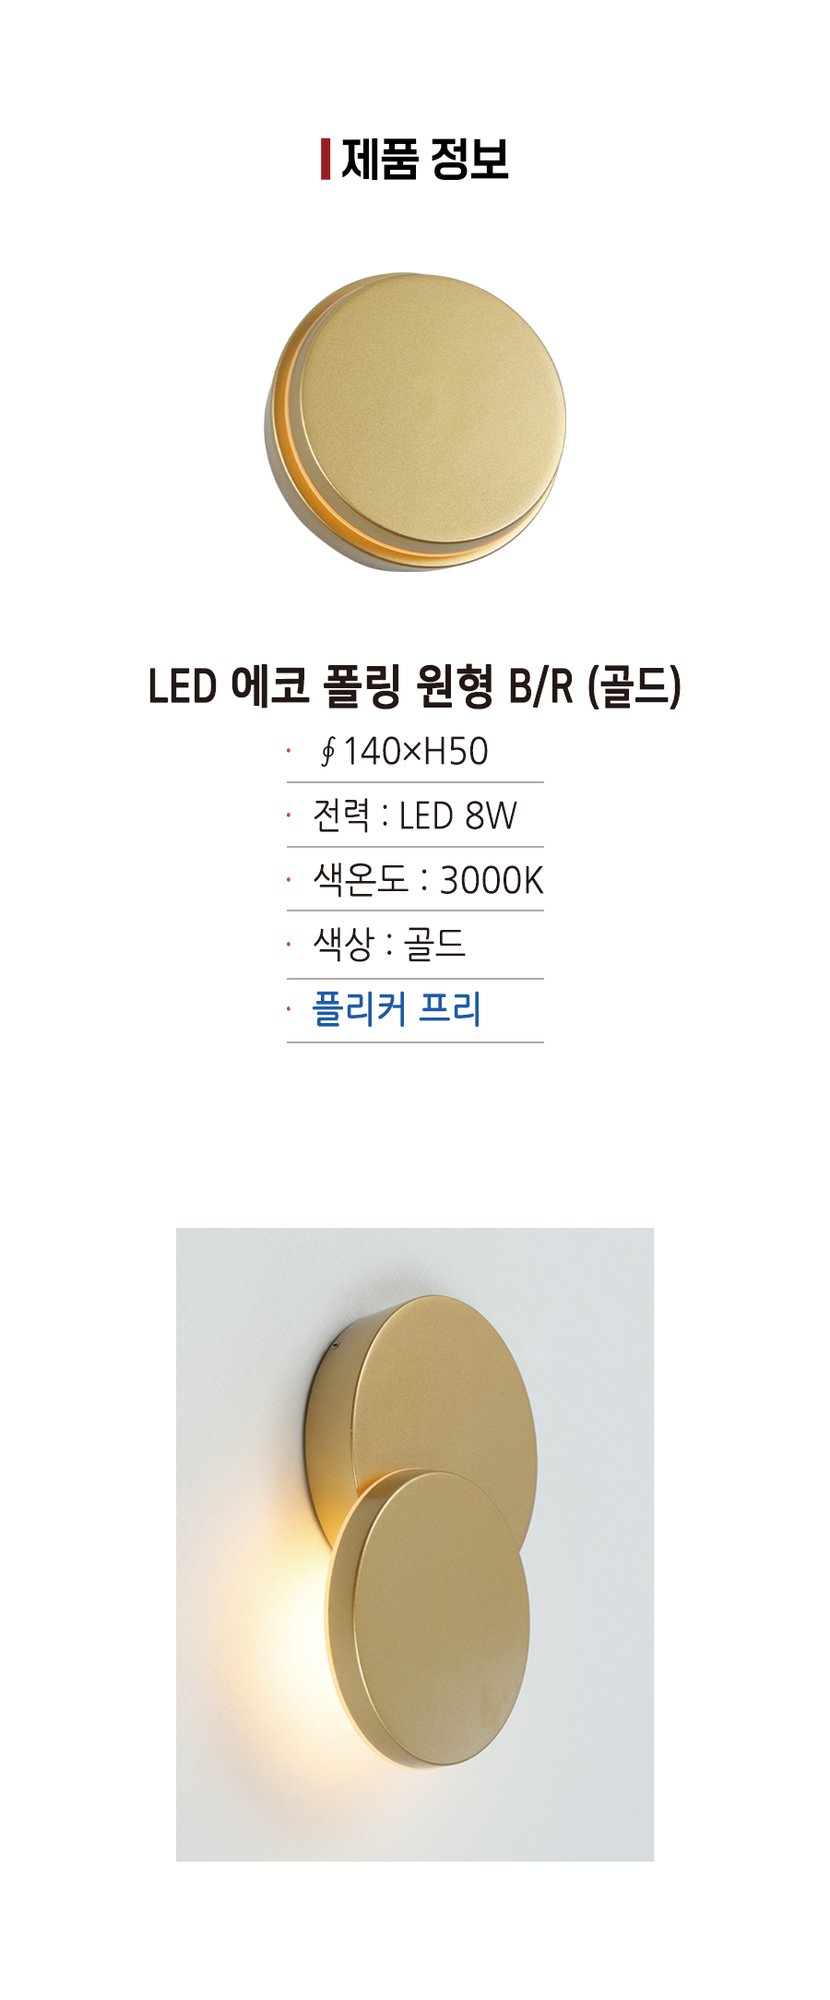 제품 정보
LED 에코 폴링 원형 B/R (골드)
· ∮140×H50
· 전력 : LED 8W
· 색온도 : 3000K
· 색상 : 골드
· 플리커 프리